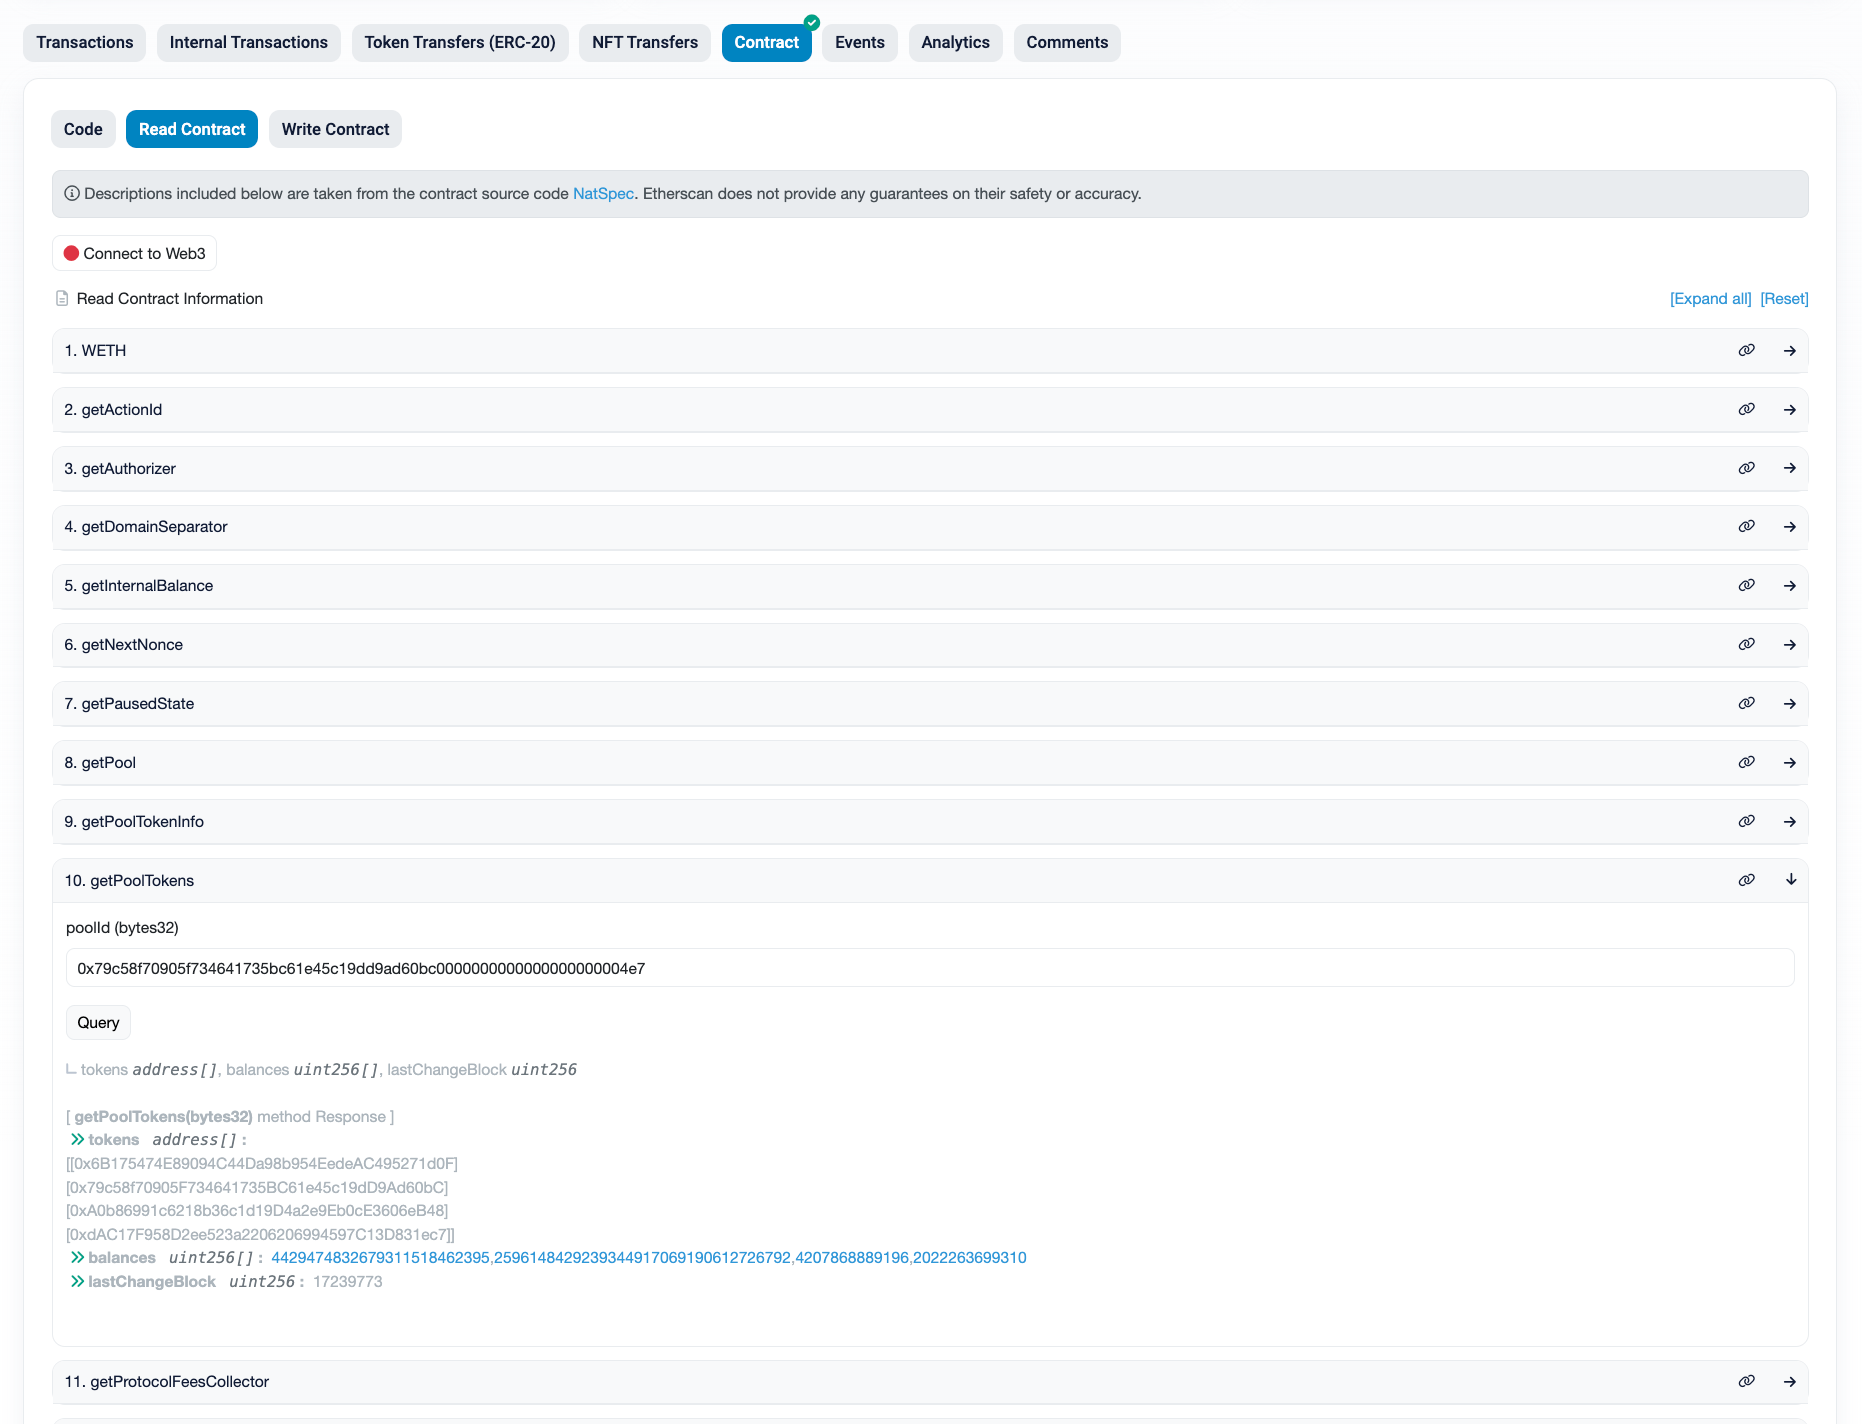 Transactions Internal Transactions Token Transfers (ERC-20) NFT Transfers Contract Events Analytics Comments
Code Read Contract Write Contract
Descriptions included below are taken from the contract source code NatSpec. Etherscan does not provide any guarantees on their safety or accuracy.
Connect to Web3
Read Contract Information [Expand all] [Reset]
1. WETH
2. getActionId
3. getAuthorizer
4. getDomainSeparator
5. getInternalBalance
6. getNextNonce
7. getPausedState
8. getPool
9. getPoolTokenInfo
10. getPoolTokens
poolId (bytes32)
0x79c58f70905f734641735bc61e45c19dd9ad60bc0000000000000000000004e7
Query
tokens address[], balances uint256[], lastChangeBlock uint256
[ getPoolTokens(bytes32) method Response ]
tokens address[] :
[[0x6B175474E89094C44Da98b954EedeAC495271d0F]
[0x79c58f70905F734641735BC61e45c19dD9Ad60bC]
[0xA0b86991c6218b36c1d19D4a2e9Eb0cE3606eB48]
[0xdAC17F958D2ee523a2206206994597C13D831ec7]]
balances uint256[] : 4429474832679311518462395,2596148429239344917069190612726792,4207868889196,2022263699310
lastChangeBlock uint256 : 17239773
11. getProtocolFeesCollector